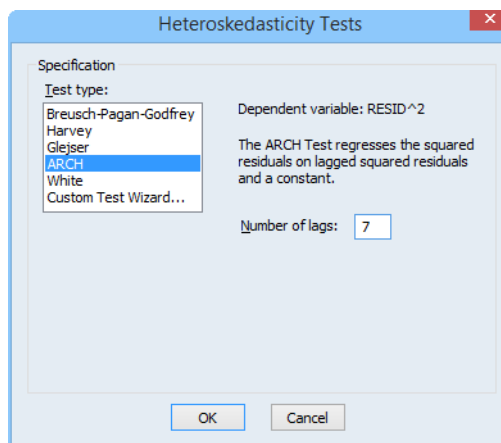 Heteroskedasticity Tests
Specification
Test type:
Breusch-Pagan-Godfrey
Harvey
Glejser
ARCH
White
Custom Test Wizard...
Dependent variable: RESID^2
The ARCH Test regresses the squared
residuals on lagged squared residuals
and a constant.
Number of lags: 7
OK
Cancel